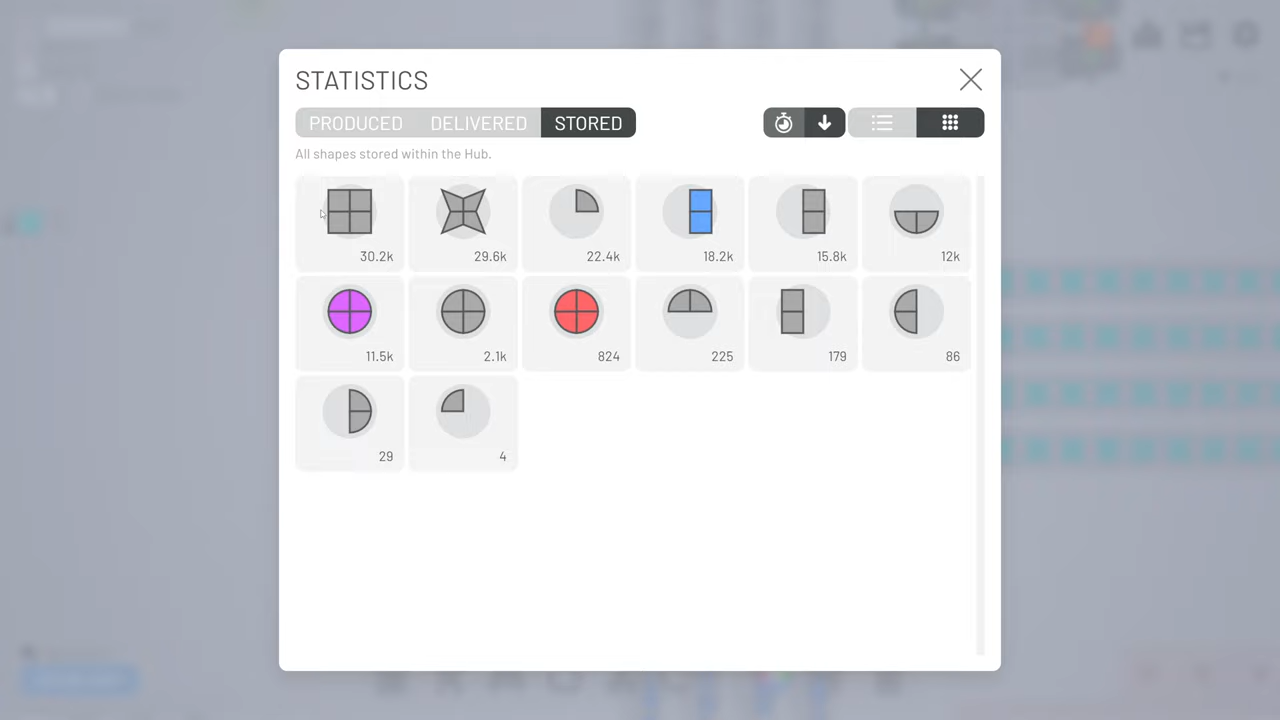 STATISTICS
PRODUCED DELIVERED STORED
All shapes stored within the Hub.
30.2k 29.6k 22.4k 18.2k 15.8k 12k
11.5k 2.1k 824 225 179 86
29 4